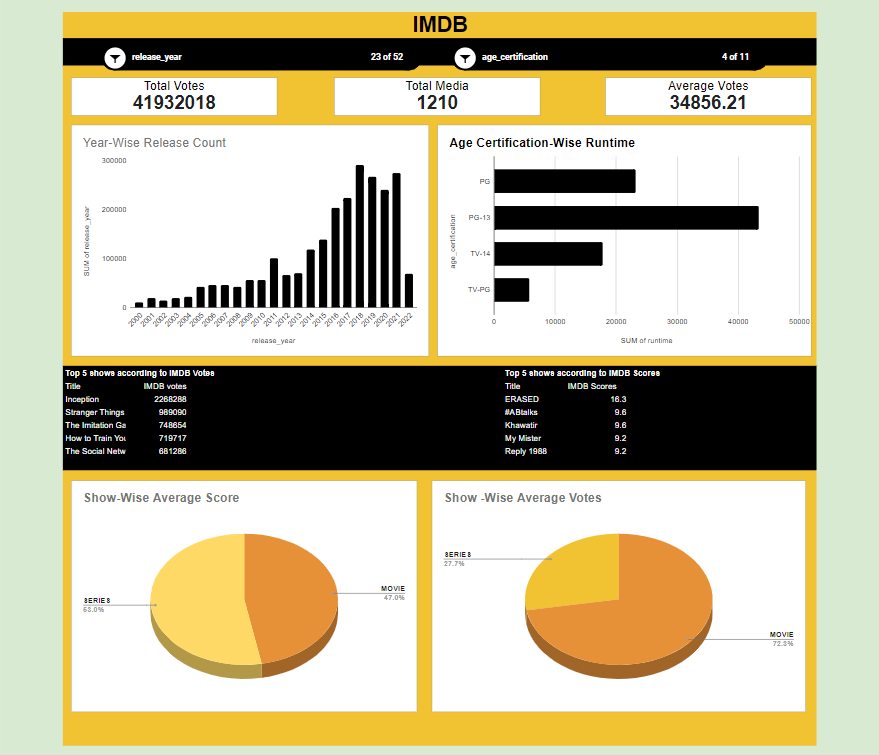 IMDB
release_year 23 of 52 age_certification 4 of 11
Total Votes
41932018
Total Media
1210
Average Votes
34856.21
Year-Wise Release Count
SUM of release_year
300000
200000
100000
0
2000 2001 2002 2003 2004 2005 2006 2007 2008 2009 2010 2011 2012 2013 2014 2015 2016 2017 2018 2019 2020 2021 2022
release_year
Age Certification-Wise Runtime
age_certification
PG
PG-13
TV-14
TV-PG
0 10000 20000 30000 40000 50000
SUM of runtime
Top 5 shows according to IMDB Votes
Title IMDB votes
Inception 2268288
Stranger Things 989090
The Imitation Ga 748654
How to Train You 719717
The Social Netw 681286
Top 5 shows according to IMDB Scores
Title IMDB Scores
ERASED 16.3
#ABtalks 9.6
Khawatir 9.6
My Mister 9.2
Reply 1988 9.2
Show-Wise Average Score
SERIES
53.0%
MOVIE
47.0%
Show -Wise Average Votes
SERIES
27.7%
MOVIE
72.3%